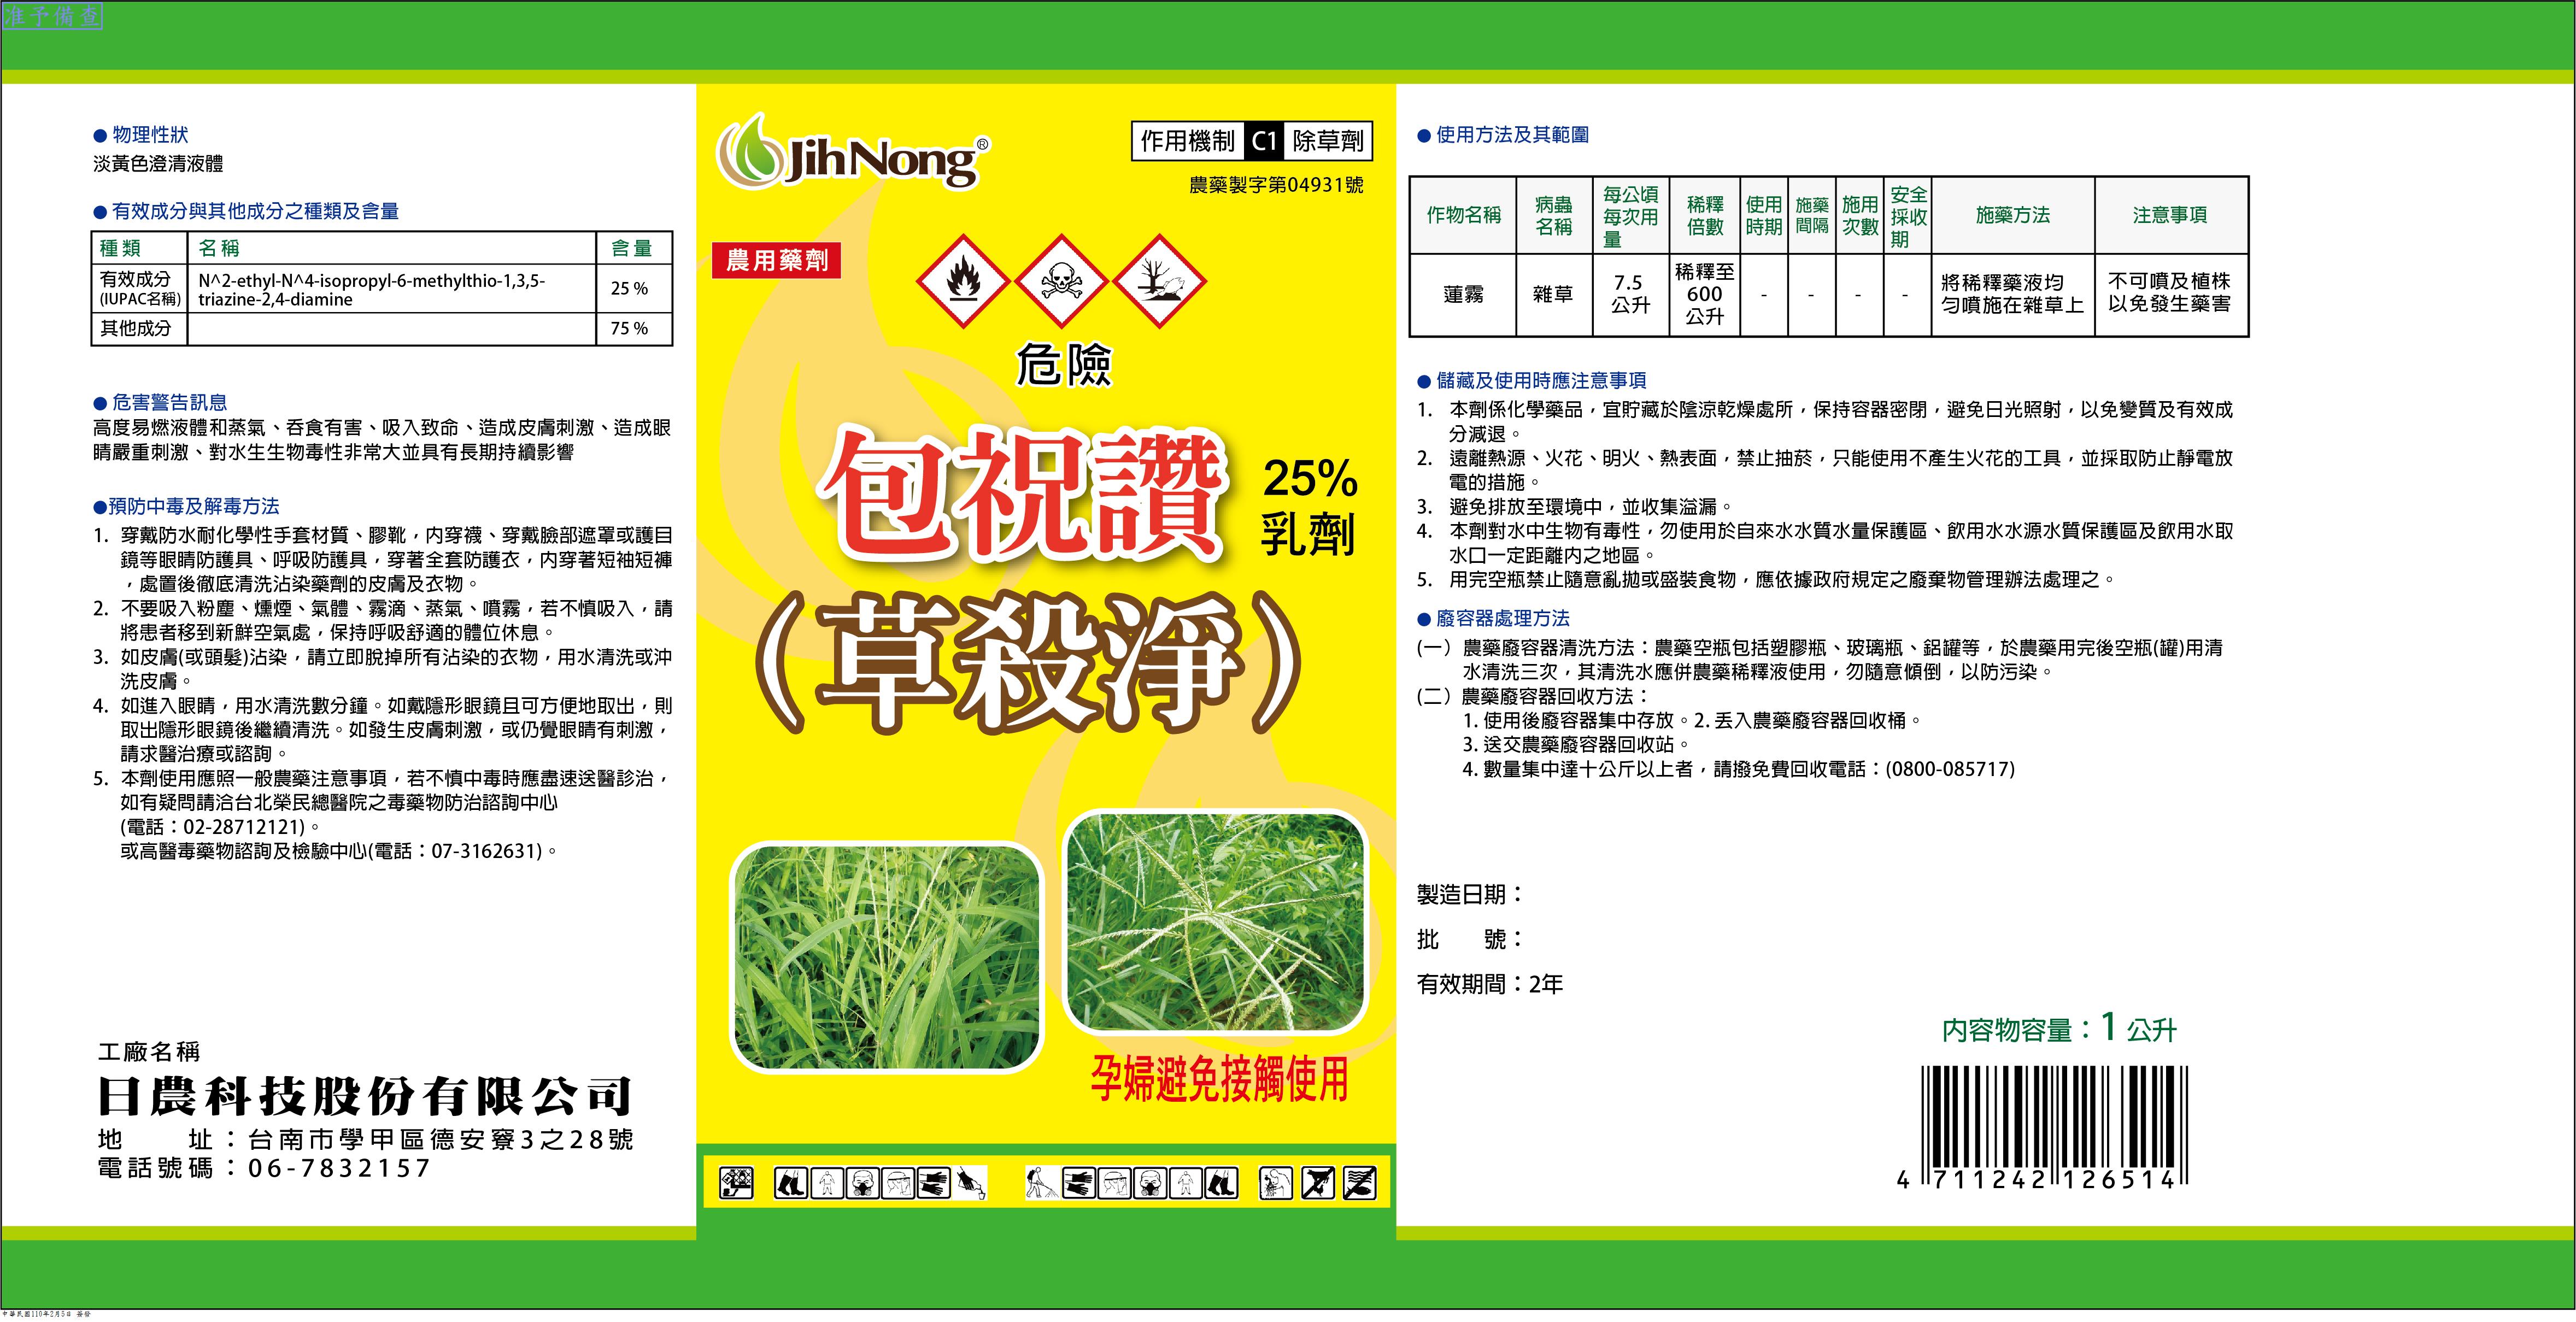 准予備查
● 物理性狀
淡黃色澄清液體
● 有效成分與其他成分之種類及含量
種類 名稱 含量
有效成分 (IUPAC名稱) N^2-ethyl-N^4-isopropyl-6-methylthio-1,3,5-
triazine-2,4-diamine 25 %
其他成分 75 %
● 危害警告訊息
高度易燃液體和蒸氣、吞食有害、吸入致命、造成皮膚刺激、造成眼
睛嚴重刺激、對水生生物毒性非常大並具有長期持續影響
●預防中毒及解毒方法
1. 穿戴防水耐化學性手套材質、膠靴，內穿襪、穿戴臉部遮罩或護目
鏡等眼睛防護具、呼吸防護具，穿著全套防護衣，內穿著短袖短褲
，處置後徹底清洗沾染藥劑的皮膚及衣物。
2. 不要吸入粉塵、燻煙、氣體、霧滴、蒸氣、噴霧，若不慎吸入，請
將患者移到新鮮空氣處，保持呼吸舒適的體位休息。
3. 如皮膚(或頭髮)沾染，請立即脫掉所有沾染的衣物，用水清洗或沖
洗皮膚。
4. 如進入眼睛，用水清洗數分鐘。如戴隱形眼鏡且可方便地取出，則
取出隱形眼鏡後繼續清洗。如發生皮膚刺激，或仍覺眼睛有刺激，
請求醫治療或諮詢。
5. 本劑使用應照一般農藥注意事項，若不慎中毒時應盡速送醫診治，
如有疑問請洽台北榮民總醫院之毒藥物防治諮詢中心
(電話：02-28712121)。
或高醫毒藥物諮詢及檢驗中心(電話：07-3162631)。
工廠名稱
日農科技股份有限公司
地 址：台南市學甲區德安寮3之28號
電話號碼：06-7832157
JihNong®
作用機制 C1 除草劑
農藥製字第04931號
農用藥劑
危險
包祝讚
25%
乳劑
（草殺淨）
孕婦避免接觸使用
● 使用方法及其範圍
作物名稱 病蟲名稱 每公頃每次用量 稀釋倍數 使用時期 施藥間隔 施用次數 安全採收期 施藥方法 注意事項
蓮霧 雜草 7.5公升 稀釋至600公升 - - - - 將稀釋藥液均勻噴施在雜草上 不可噴及植株以免發生藥害
● 儲藏及使用時應注意事項
1. 本劑係化學藥品，宜貯藏於陰涼乾燥處所，保持容器密閉，避免日光照射，以免變質及有效成
分減退。
2. 遠離熱源、火花、明火、熱表面，禁止抽菸，只能使用不產生火花的工具，並採取防止靜電放
電的措施。
3. 避免排放至環境中，並收集溢漏。
4. 本劑對水中生物有毒性，勿使用於自來水水質水量保護區、飲用水水源水質保護區及飲用水取
水口一定距離內之地區。
5. 用完空瓶禁止隨意亂拋或盛裝食物，應依據政府規定之廢棄物管理辦法處理之。
● 廢容器處理方法
(一）農藥廢容器清洗方法：農藥空瓶包括塑膠瓶、玻璃瓶、鋁罐等，於農藥用完後空瓶(罐)用清
水清洗三次，其清洗水應併農藥稀釋液使用，勿隨意傾倒，以防污染。
(二）農藥廢容器回收方法：
1. 使用後廢容器集中存放。2. 丟入農藥廢容器回收桶。
3. 送交農藥廢容器回收站。
4. 數量集中達十公斤以上者，請撥免費回收電話：(0800-085717)
製造日期：
批 號：
有效期間：2年
內容物容量：1 公升
4 711242 126514
中華民國110年2月5日 簽發